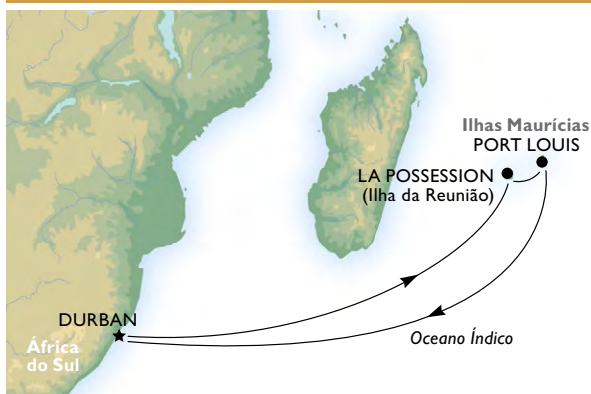 Ilhas Maurícias
PORT LOUIS
LA POSSESSION
(Ilha da Reunião)
DURBAN
África
do Sul
Oceano Índico